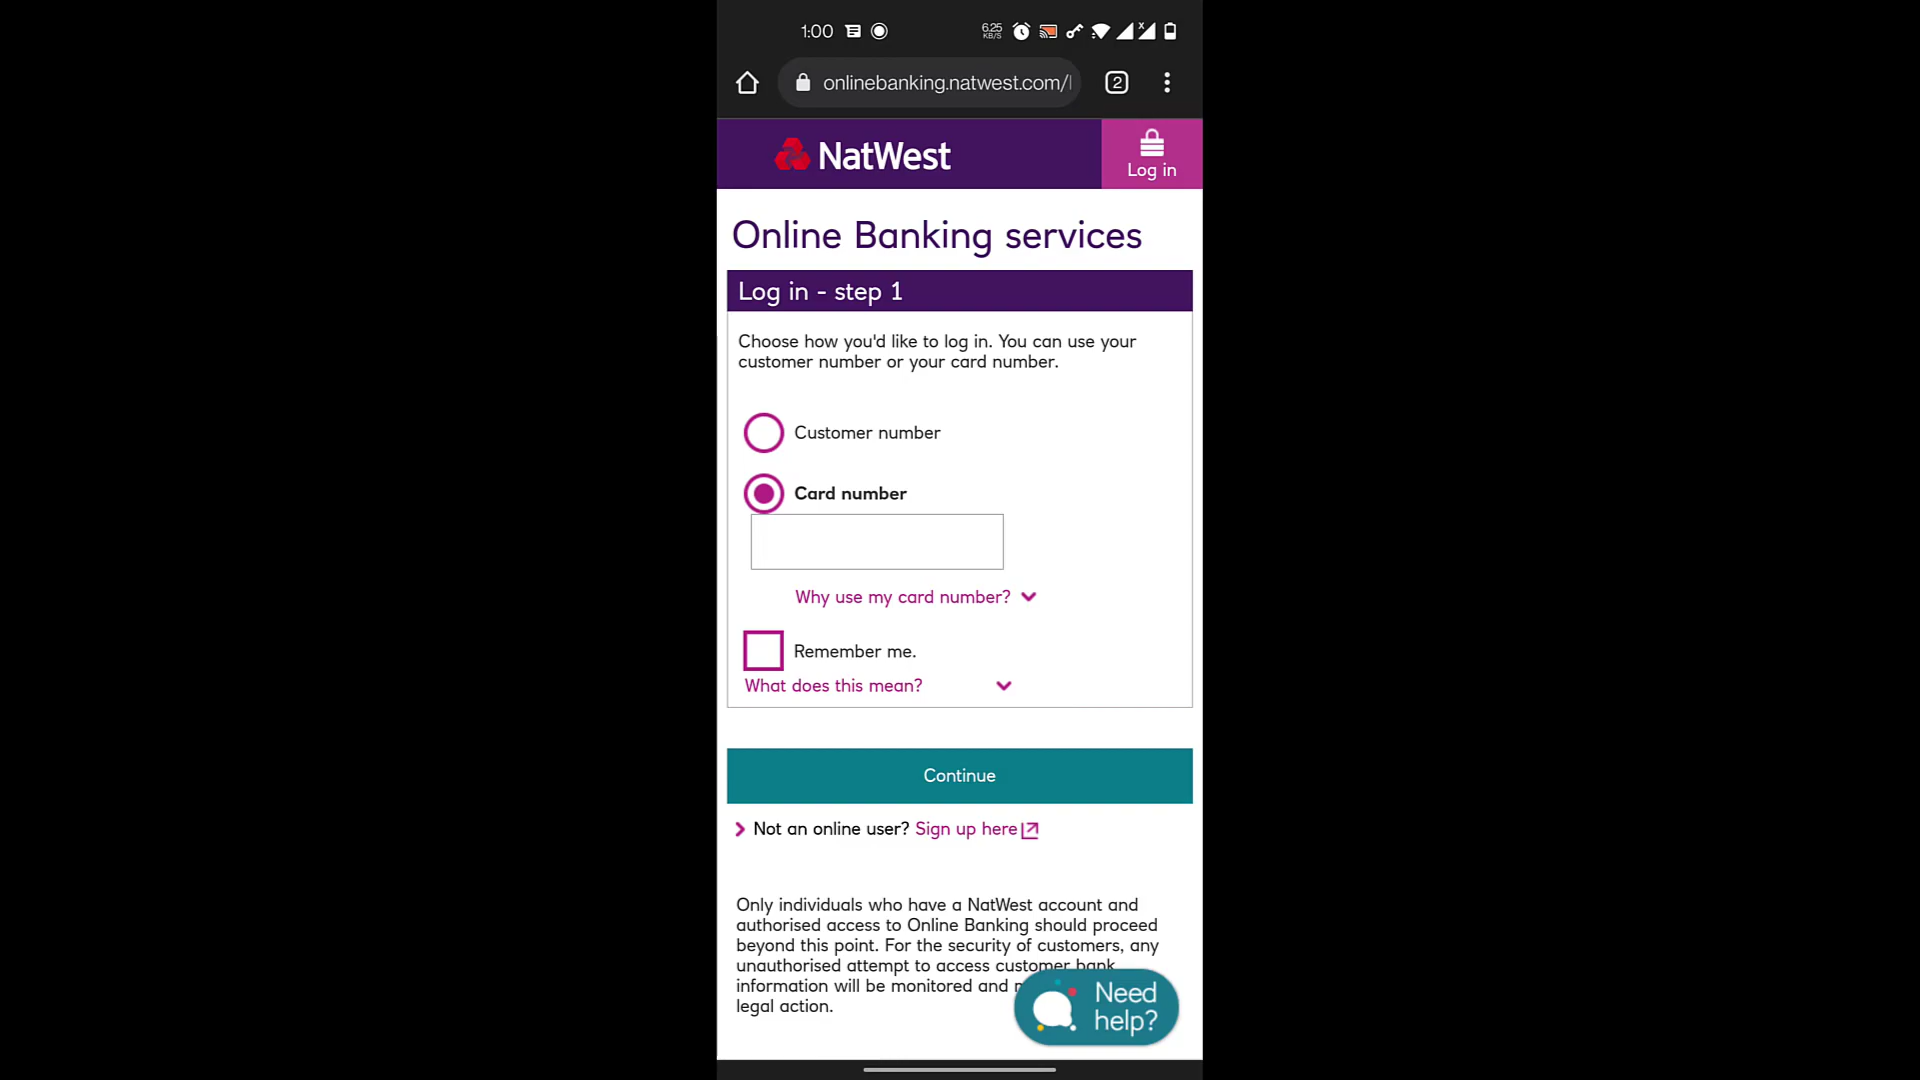 1:00
6.25
KB/S
onlinebanking.natwest.com/l
2
NatWest
Log in
Online Banking services
Log in - step 1
Choose how you'd like to log in. You can use your
customer number or your card number.
Customer number
Card number
Why use my card number?
Remember me.
What does this mean?
Continue
Not an online user? Sign up here
Only individuals who have a NatWest account and
authorised access to Online Banking should proceed
beyond this point. For the security of customers, any
unauthorised attempt to access customer bank
information will be monitored and
legal action.
Need
help?